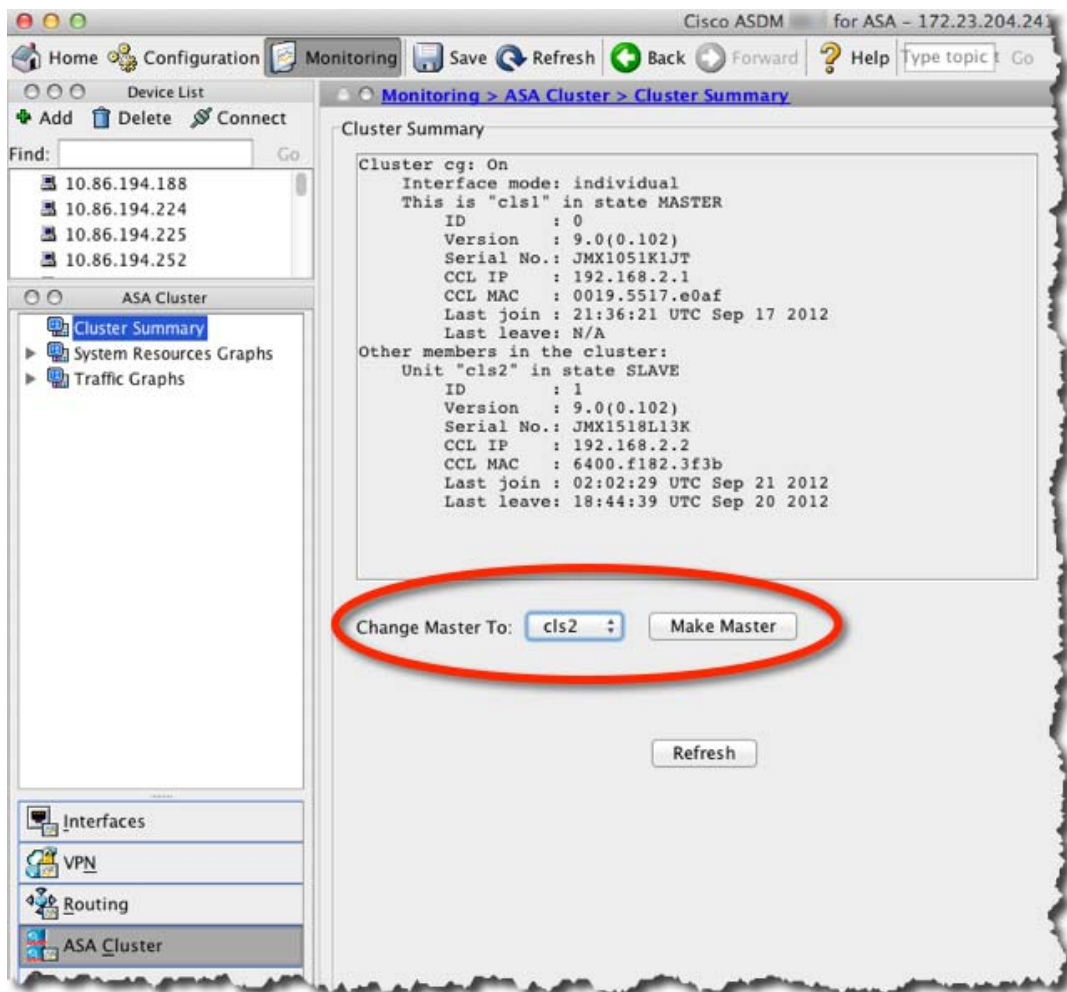 Cisco ASDM for ASA – 172.23.204.241
Home Configuration Monitoring Save Refresh Back Forward Help Type topic t Go
Device List
Add Delete Connect
Find: Go
10.86.194.188
10.86.194.224
10.86.194.225
10.86.194.252
ASA Cluster
Cluster Summary
System Resources Graphs
Traffic Graphs
Interfaces
VPN
Routing
ASA Cluster
Monitoring > ASA Cluster > Cluster Summary
Cluster Summary
Cluster cg: On
Interface mode: individual
This is "cls1" in state MASTER
ID : 0
Version : 9.0(0.102)
Serial No.: JMX1051K1JT
CCL IP : 192.168.2.1
CCL MAC : 0019.5517.e0af
Last join : 21:36:21 UTC Sep 17 2012
Last leave: N/A
Other members in the cluster:
Unit "cls2" in state SLAVE
ID : 1
Version : 9.0(0.102)
Serial No.: JMX1518L13K
CCL IP : 192.168.2.2
CCL MAC : 6400.f182.3f3b
Last join : 02:02:29 UTC Sep 21 2012
Last leave: 18:44:39 UTC Sep 20 2012
Change Master To: cls2 Make Master
Refresh